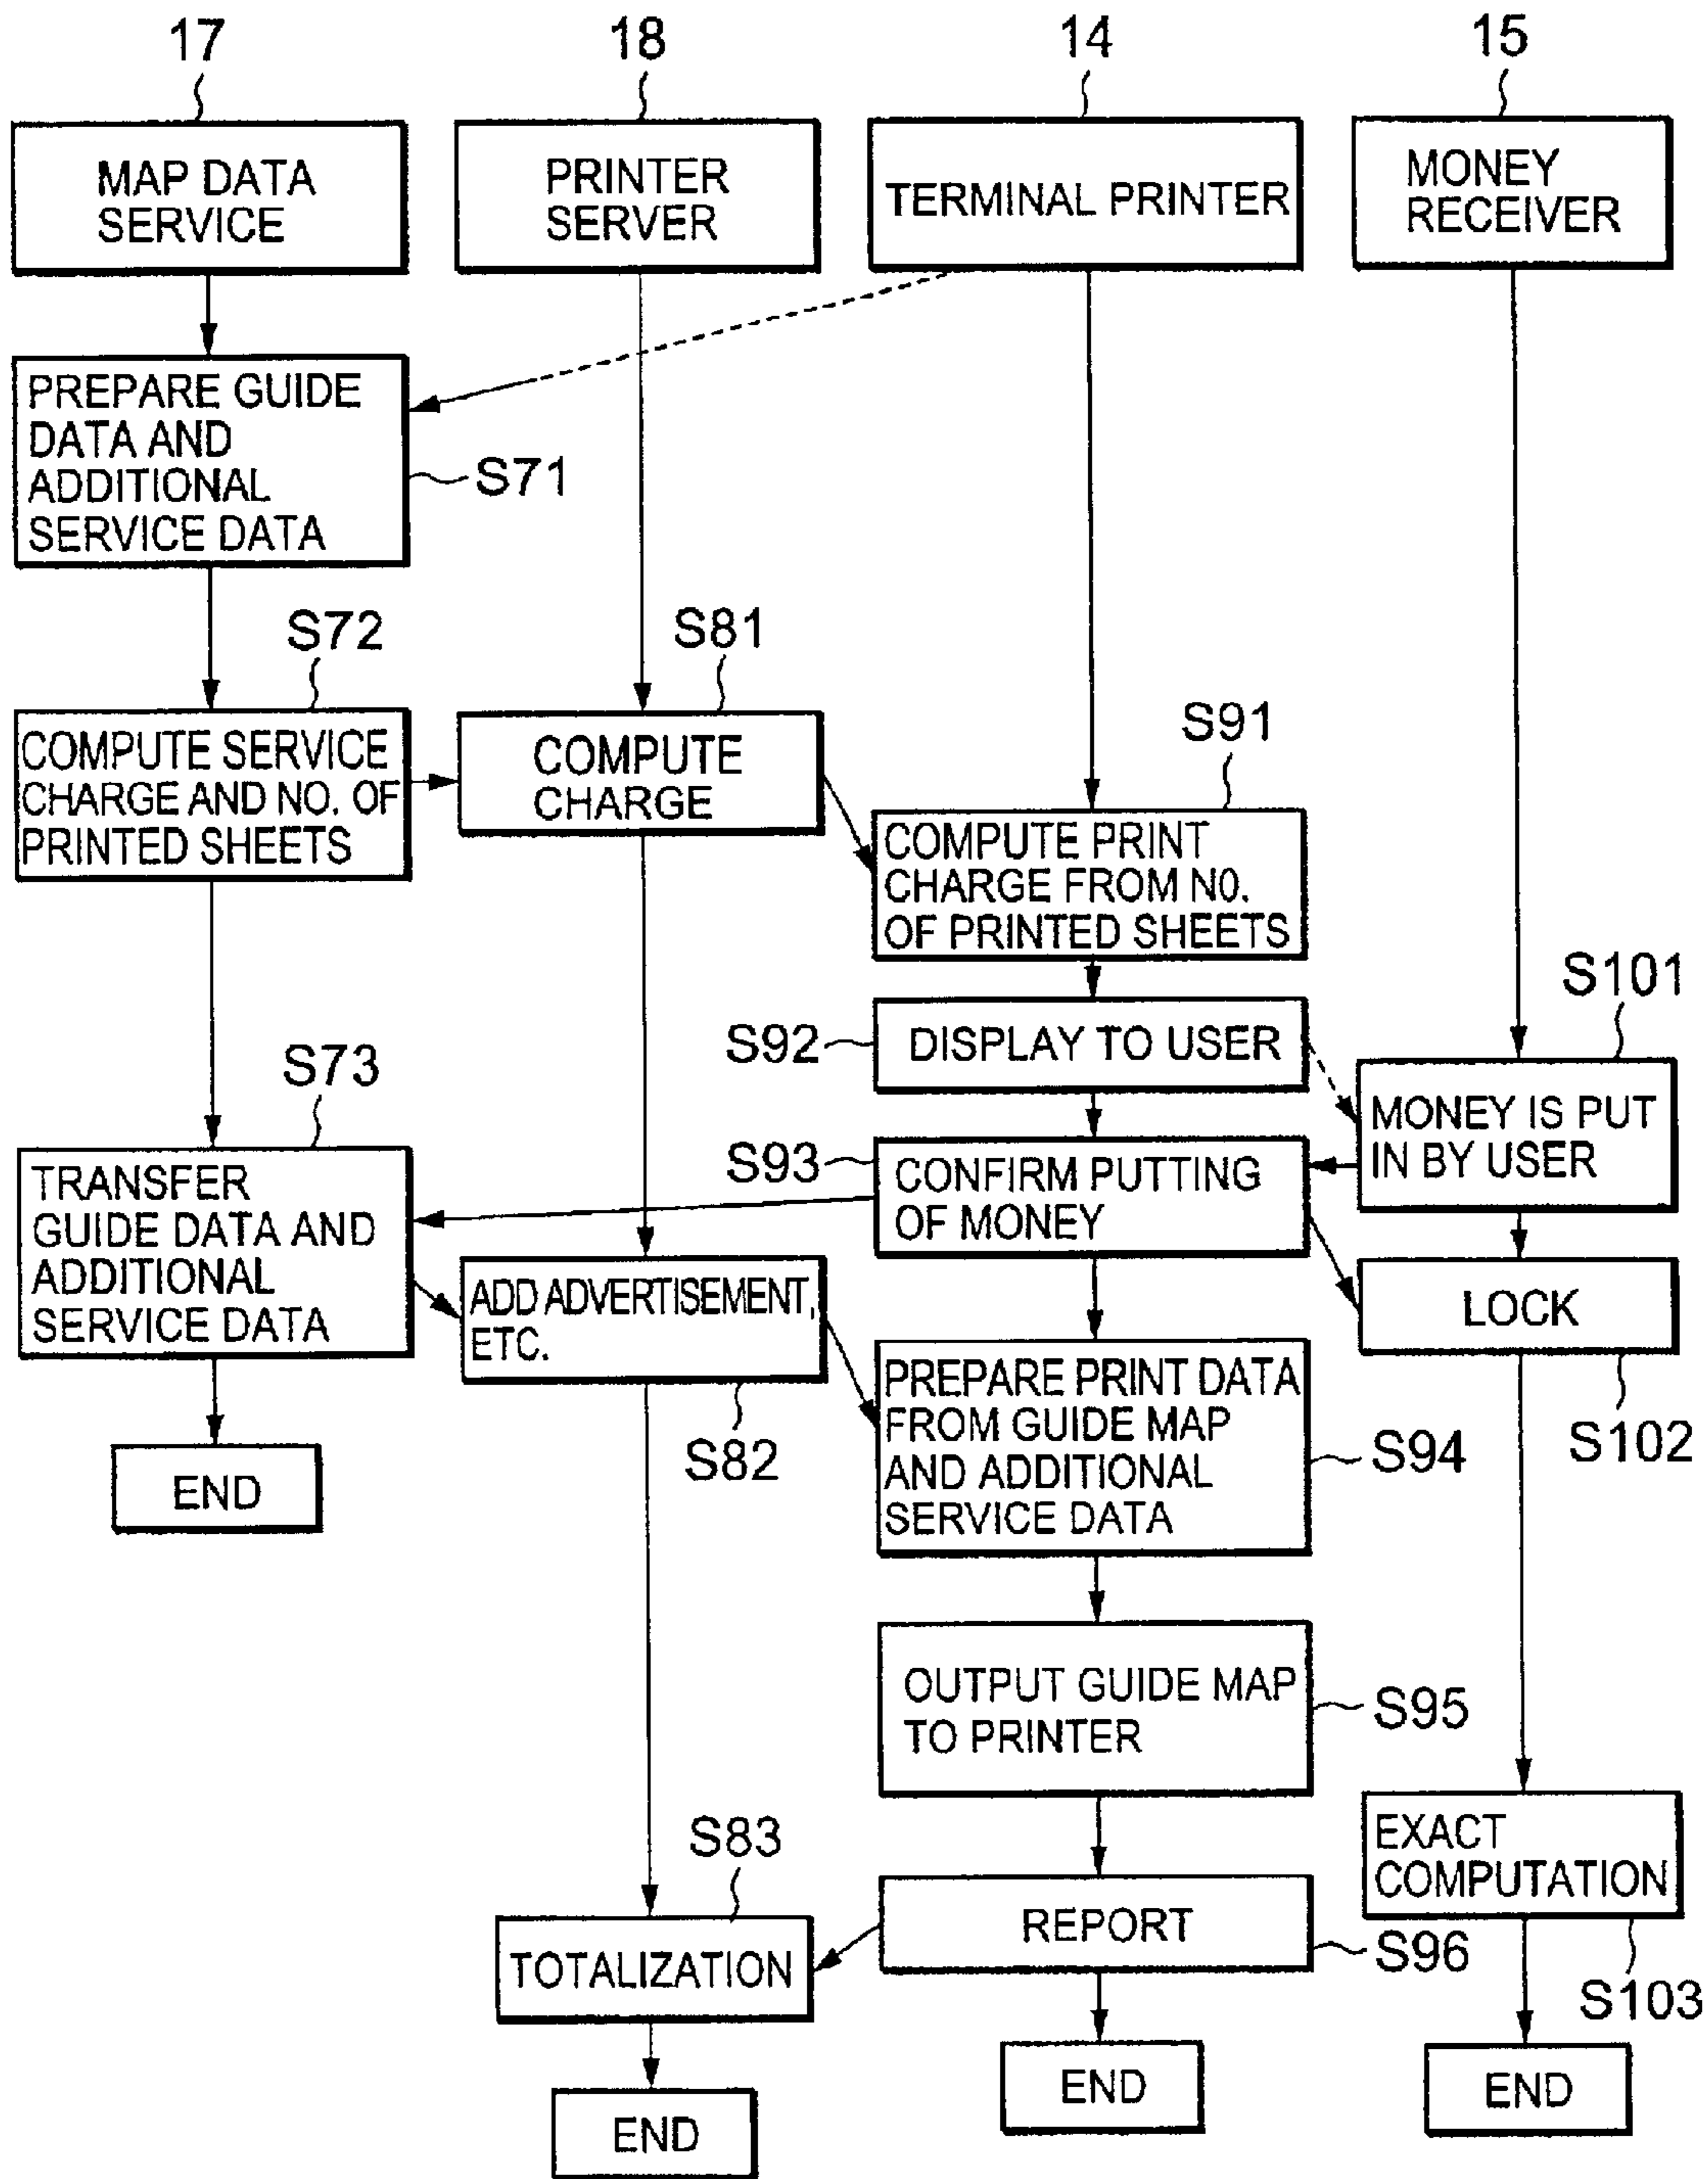 17
18
14
15
MAP DATA
SERVICE
PRINTER
SERVER
TERMINAL PRINTER
MONEY
RECEIVER
PREPARE GUIDE
DATA AND
ADDITIONAL
SERVICE DATA
S71
S72
COMPUTE SERVICE
CHARGE AND NO. OF
PRINTED SHEETS
S81
COMPUTE
CHARGE
S91
COMPUTE PRINT
CHARGE FROM N0.
OF PRINTED SHEETS
S92
DISPLAY TO USER
S101
MONEY IS PUT
IN BY USER
S73
TRANSFER
GUIDE DATA AND
ADDITIONAL
SERVICE DATA
S93
CONFIRM PUTTING
OF MONEY
LOCK
S102
ADD ADVERTISEMENT,
ETC.
S82
PREPARE PRINT DATA
FROM GUIDE MAP
AND ADDITIONAL
SERVICE DATA
S94
END
OUTPUT GUIDE MAP
TO PRINTER
S95
EXACT
COMPUTATION
S103
S83
TOTALIZATION
REPORT
S96
END
END
END